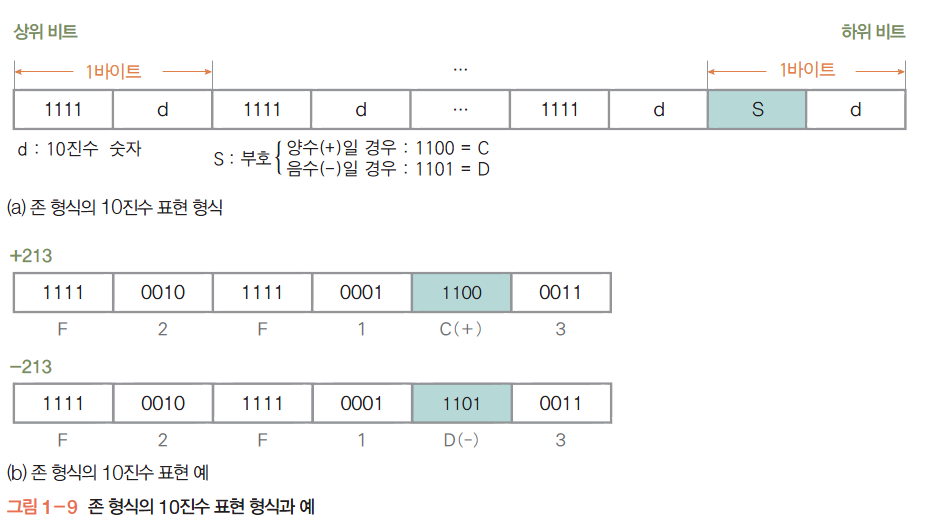 상위 비트 하위 비트
1바이트 ... 1바이트
1111 d 1111 d ... 1111 d S d
d : 10진수 숫자
S : 부호 { 양수(+)일 경우 : 1100 = C
음수(-)일 경우 : 1101 = D
(a) 존 형식의 10진수 표현 형식
+213
1111 0010 1111 0001 1100 0011
F 2 F 1 C(+) 3
-213
1111 0010 1111 0001 1101 0011
F 2 F 1 D(-) 3
(b) 존 형식의 10진수 표현 예
그림 1-9 존 형식의 10진수 표현 형식과 예